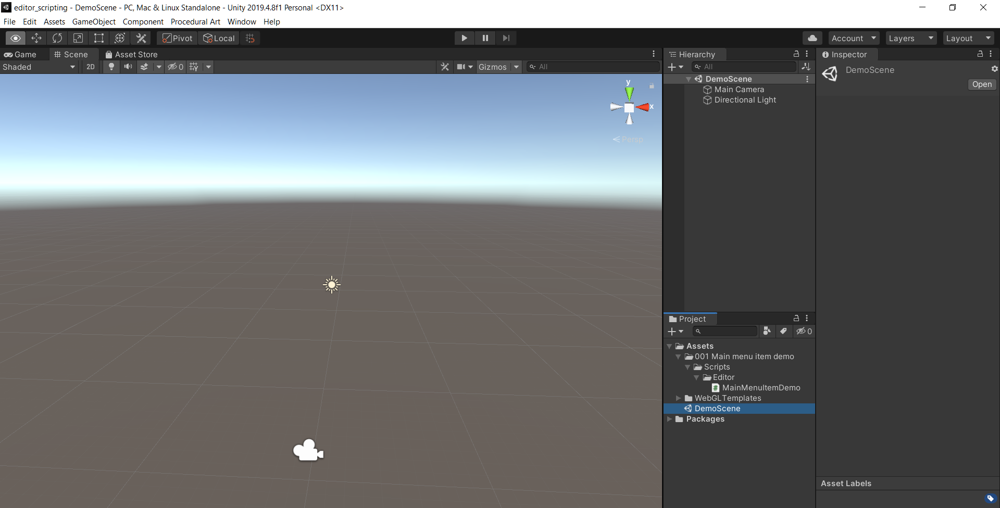 editor_scripting - DemoScene - PC, Mac & Linux Standalone - Unity 2019.4.8f1 Personal <DX11>
File Edit Assets GameObject Component Procedural Art Window Help
Pivot Local Account Layers Layout
Game Scene Asset Store
Shaded 2D 0 Gizmos All
y
x
Persp
Hierarchy
All
DemoScene
Main Camera
Directional Light
Project
0
Assets
001 Main menu item demo
Scripts
Editor
MainMenuItemDemo
WebGLTemplates
DemoScene
Packages
Inspector
DemoScene
Open
Asset Labels